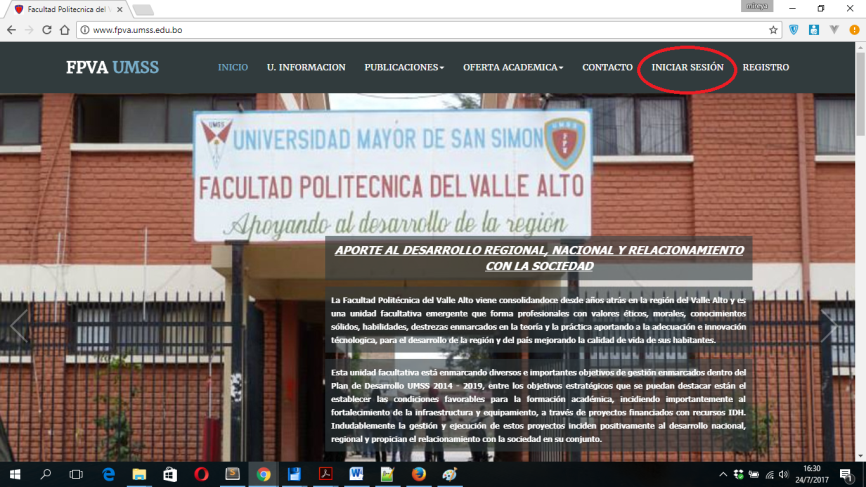 Facultad Politecnica del
mireya
www.fpva.umss.edu.bo
FPVA UMSS
INICIO
U. INFORMACION
PUBLICACIONES
OFERTA ACADEMICA
CONTACTO
INICIAR SESIÓN
REGISTRO
UMSS
UNIVERSIDAD MAYOR DE SAN SIMON
UMSS
FPV
FACULTAD POLITECNICA DEL VALLE ALTO
Apoyando al desarrollo de la región
APORTE AL DESARROLLO REGIONAL, NACIONAL Y RELACIONAMIENTO
CON LA SOCIEDAD
La Facultad Politécnica del Valle Alto viene consolidandoce desde años atrás en la región del Valle Alto y es
una unidad facultativa emergente que forma profesionales con valores éticos, morales, conocimientos
sólidos, habilidades, destrezas enmarcados en la teoría y la práctica aportando a la adecuación e innovación
técnologica, para el desarrollo de la región y del país mejorando la calidad de vida de sus habitantes.
Esta unidad facultativa está enmarcando diversos e importantes objetivos de gestión enmarcados dentro del
Plan de Desarrollo UMSS 2014 - 2019, entre los objetivos estratégicos que se puedan destacar están el
establecer las condiciones favorables para la formación académica, incidiendo importantemente al
fortalecimiento de la infraestructura y equipamiento, a través de proyectos financiados con recursos IDH.
Indudablemente la gestión y ejecución de estos proyectos inciden positivamente al desarrollo nacional,
regional y propician el relacionamiento con la sociedad en su conjunto.
16:30
24/7/2017